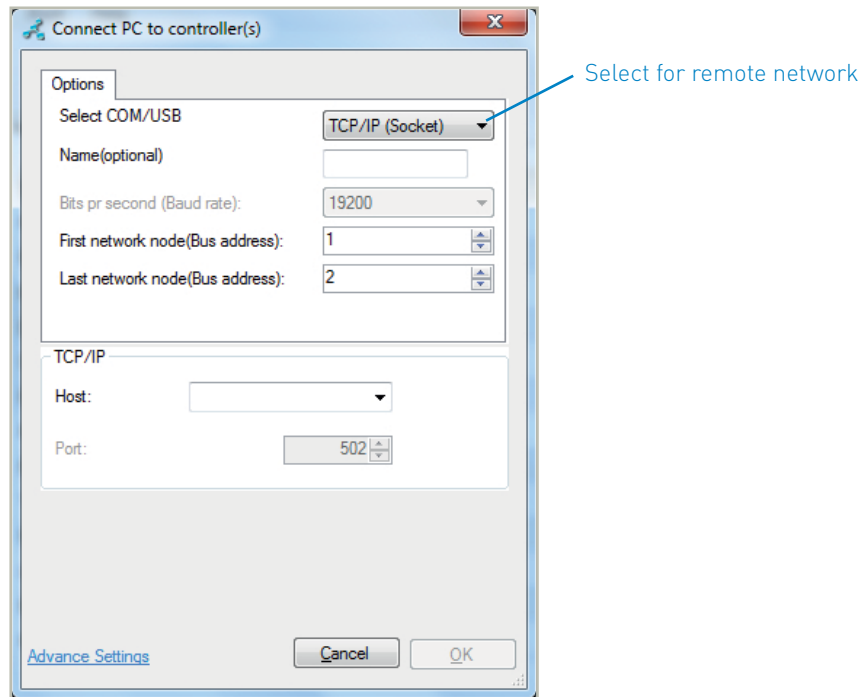 Connect PC to controller(s)
X
Options
Select for remote network
Select COM/USB
TCP/IP (Socket)
Name(optional)
Bits pr second (Baud rate):
19200
First network node(Bus address):
1
Last network node(Bus address):
2
TCP/IP
Host:
Port:
502
Advance Settings
Cancel
OK